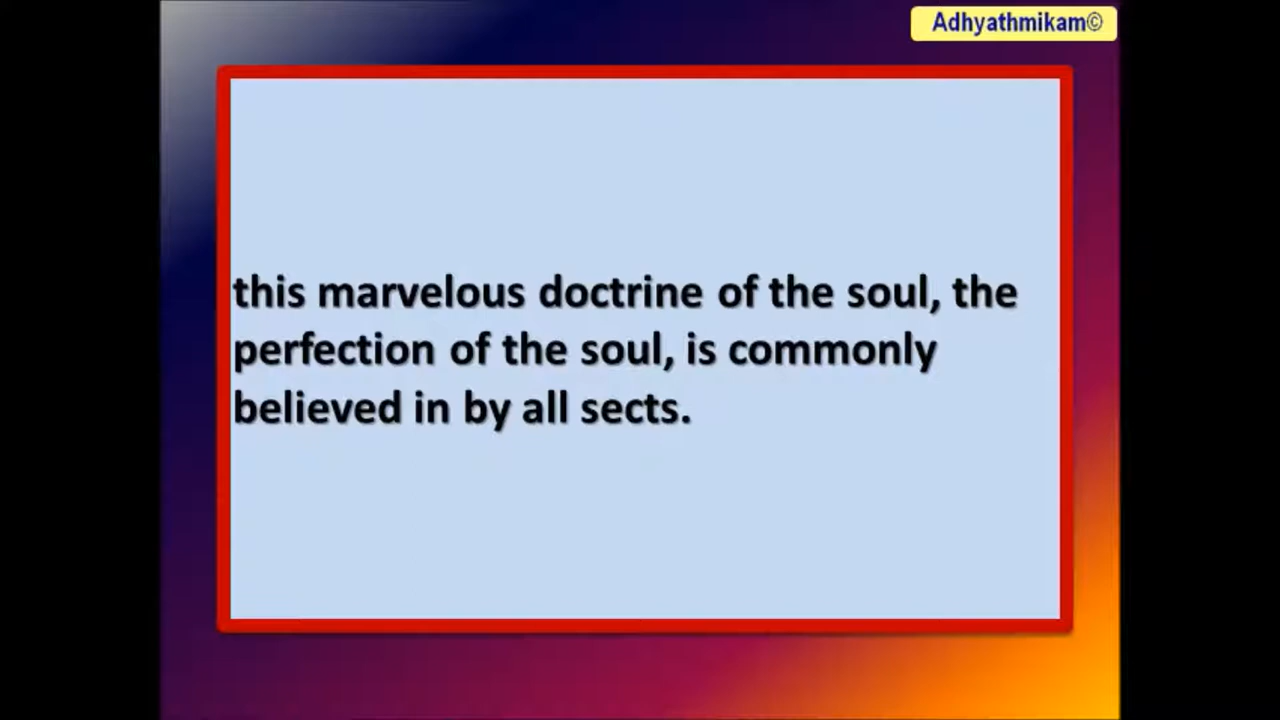 Adhyathmikam©
this marvelous doctrine of the soul, the
perfection of the soul, is commonly
believed in by all sects.